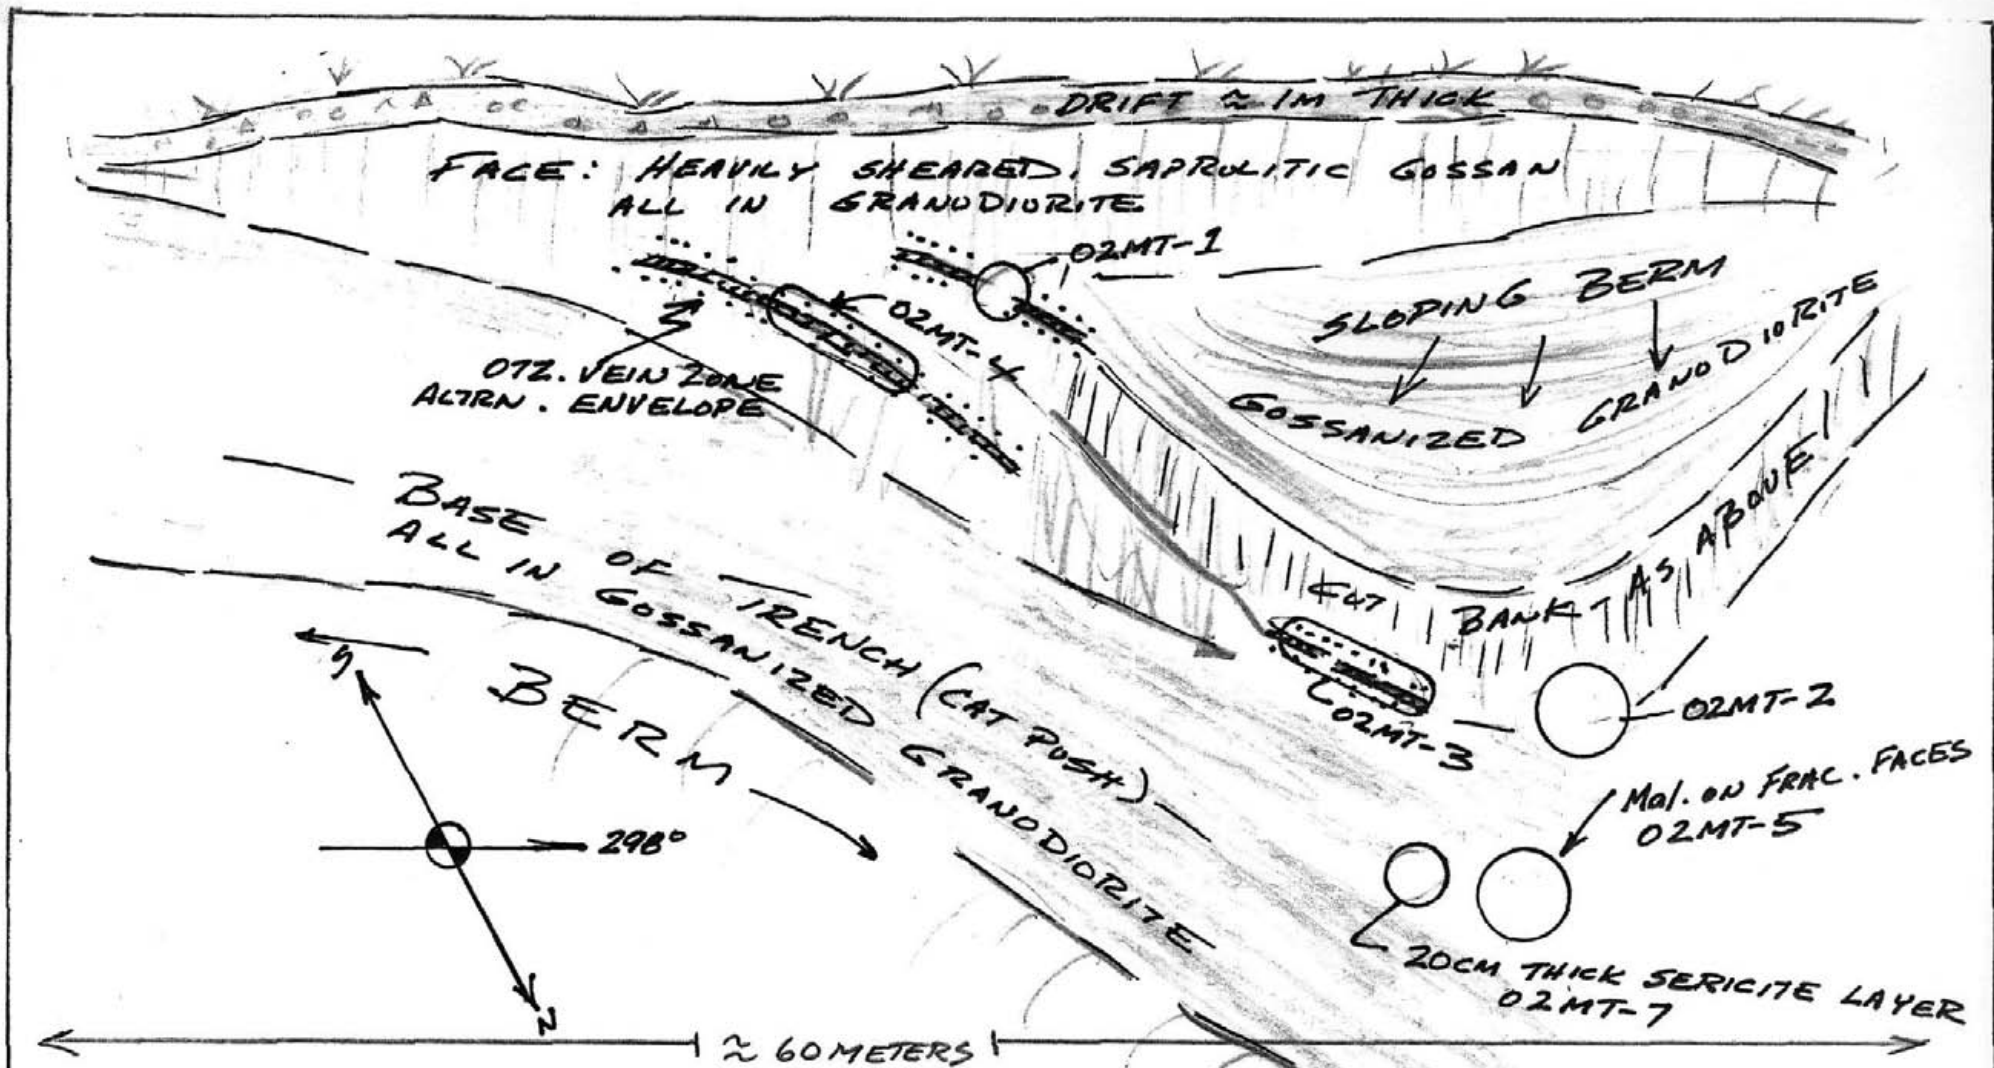 DRIFT ≈ 1M THICK
FACE: HEAVILY SHEARED, SAPROLITIC GOSSAN
ALL IN GRANODIORITE
02MT-1
02MT-4
QTZ. VEIN ZONE
ALTRN. ENVELOPE
SLOPING BERM
GOSSANIZED GRANODIORITE
CUT BANK - AS ABOVE
BASE OF TRENCH (CAT PUSH)
ALL IN GOSSANIZED GRANODIORITE
02MT-3
02MT-2
Mal. ON FRAC. FACES
02MT-5
20CM THICK SERICITE LAYER
02MT-7
BERM
S
298°
N
≈ 60 METERS